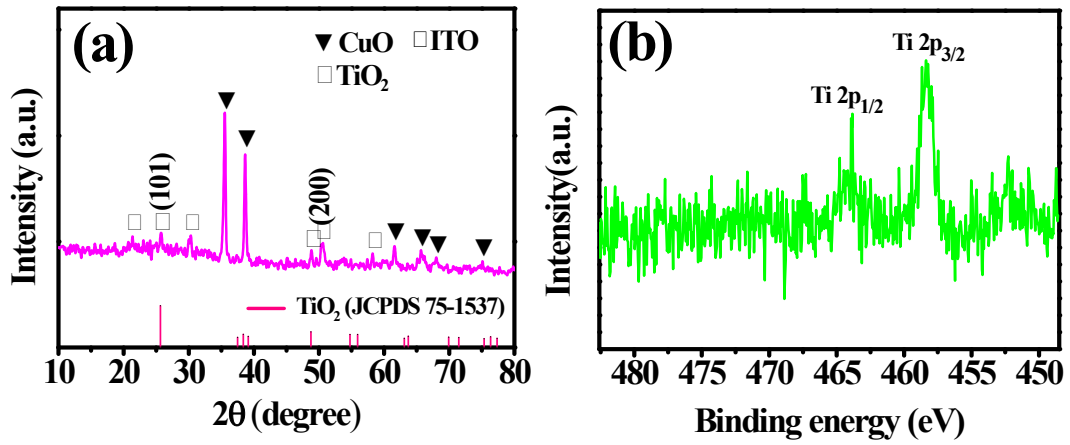 (a)
▼ CuO □ ITO
□ TiO₂
(101)
(200)
TiO₂ (JCPDS 75-1537)
Intensity (a.u.)
10 20 30 40 50 60 70 80
2θ (degree)
(b)
Ti 2p₃/₂
Ti 2p₁/₂
Intensity(a.u.)
480 475 470 465 460 455 450
Binding energy (eV)